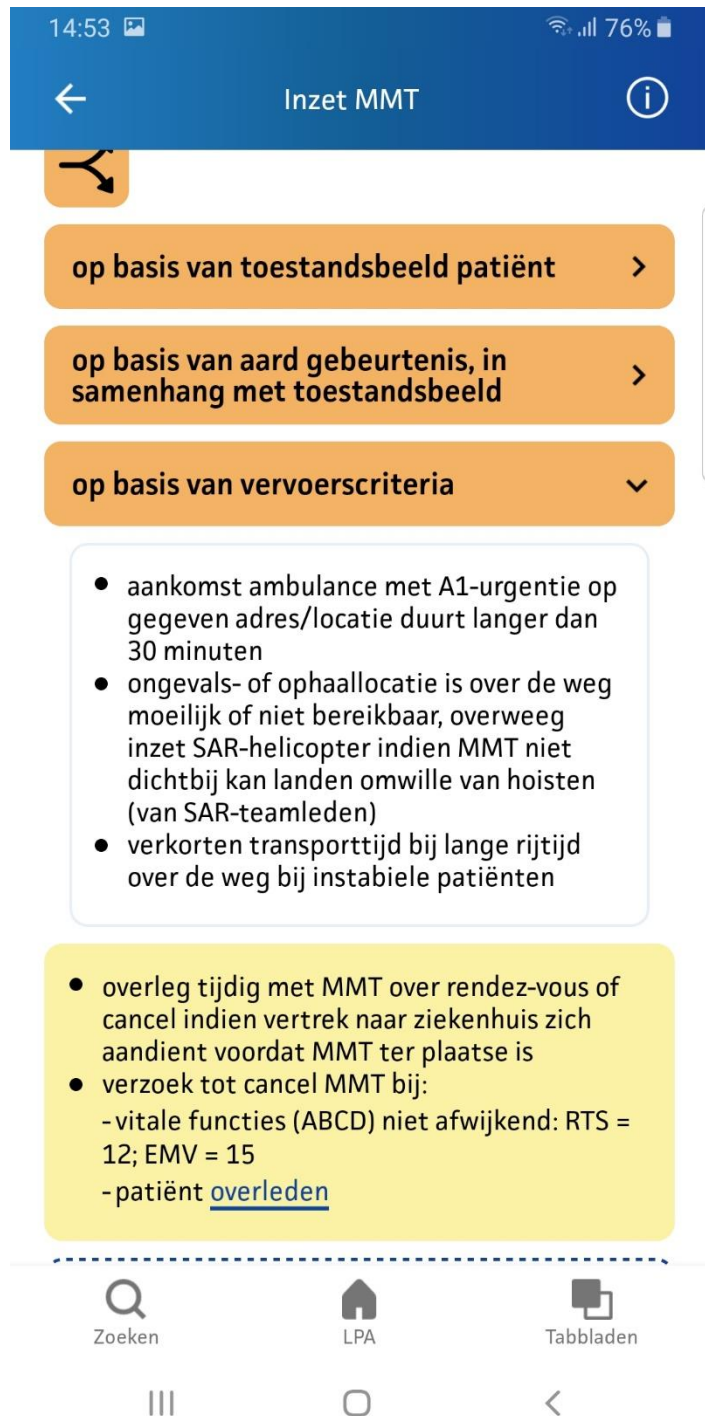 14:53 76%
Inzet MMT
op basis van toestandsbeeld patiënt
op basis van aard gebeurtenis, in
samenhang met toestandsbeeld
op basis van vervoerscriteria
• aankomst ambulance met A1-urgentie op
gegeven adres/locatie duurt langer dan
30 minuten
• ongevals- of ophaallocatie is over de weg
moeilijk of niet bereikbaar, overweeg
inzet SAR-helicopter indien MMT niet
dichtbij kan landen omwille van hoisten
(van SAR-teamleden)
• verkorten transporttijd bij lange rijtijd
over de weg bij instabiele patiënten
• overleg tijdig met MMT over rendez-vous of
cancel indien vertrek naar ziekenhuis zich
aandient voordat MMT ter plaatse is
• verzoek tot cancel MMT bij:
- vitale functies (ABCD) niet afwijkend: RTS =
12; EMV = 15
- patiënt overleden
Zoeken LPA Tabbladen